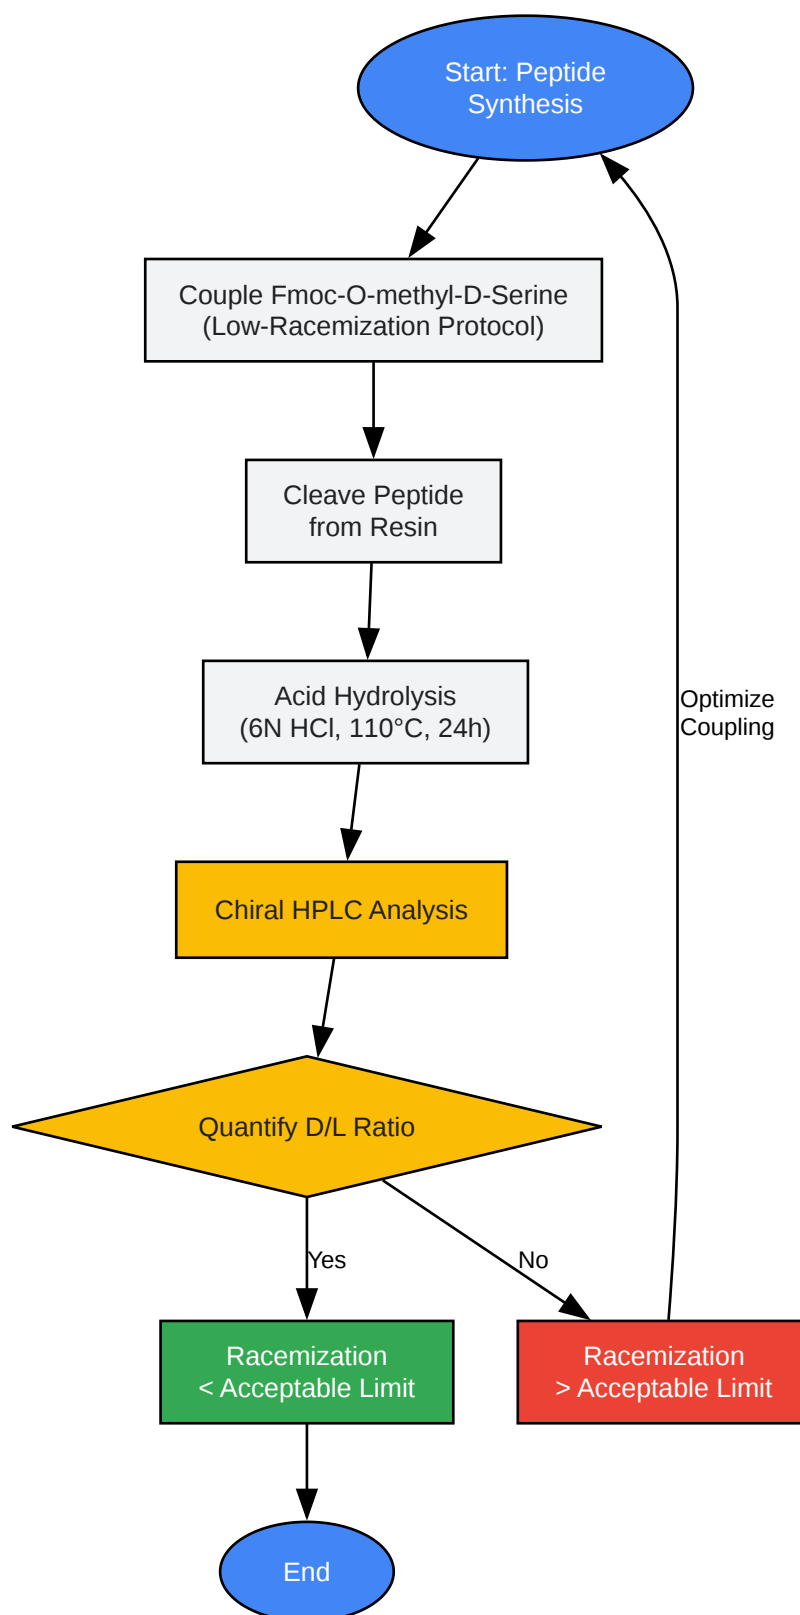 Start: Peptide
Synthesis
Couple Fmoc-O-methyl-D-Serine
(Low-Racemization Protocol)
Cleave Peptide
from Resin
Acid Hydrolysis
(6N HCl, 110°C, 24h)
Optimize
Coupling
Chiral HPLC Analysis
Quantify D/L Ratio
Yes
No
Racemization
< Acceptable Limit
Racemization
> Acceptable Limit
End